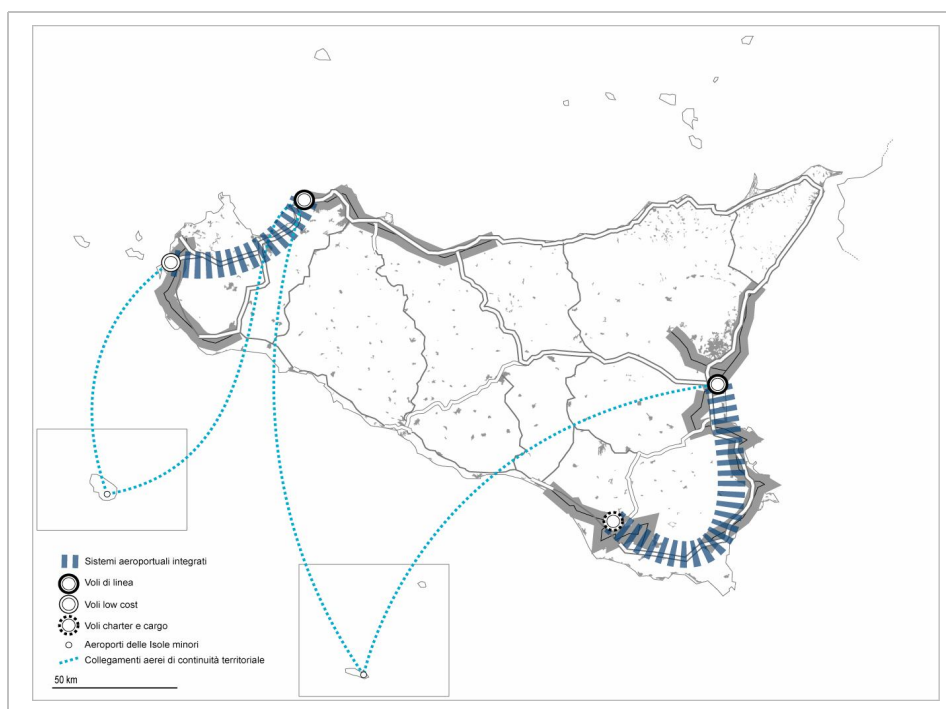 Sistemi aeroportuali integrati
Voli di linea
Voli low cost
Voli charter e cargo
Aeroporti delle Isole minori
Collegamenti aerei di continuità territoriale
50 km